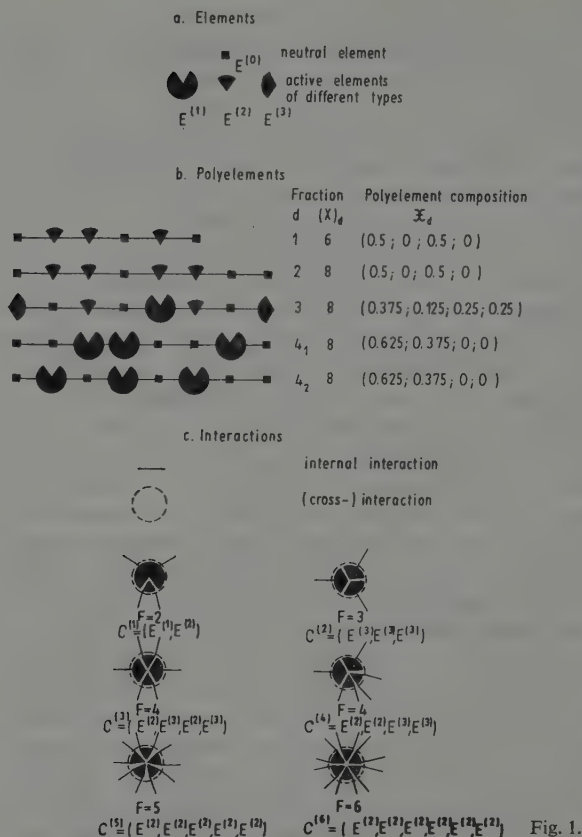 a. Elements
E^(0) neutral element
active elements
of different types
E^(1) E^(2) E^(3)
b. Polyelements
Fraction Polyelement composition
d (X)_d 𝔛_d
1 6 (0.5; 0; 0.5; 0)
2 8 (0.5; 0; 0.5; 0)
3 8 (0.375; 0.125; 0.25; 0.25)
4_1 8 (0.625; 0.375; 0; 0)
4_2 8 (0.625; 0.375; 0; 0)
c. Interactions
internal interaction
(cross-) interaction
F=2 F=3
C^(1)=(E^(1),E^(2)) C^(2)=(E^(3),E^(3),E^(3))
F=4 F=4
C^(3)=(E^(2),E^(3),E^(2),E^(3)) C^(4)=(E^(2),E^(2),E^(3),E^(3))
F=5 F=6
C^(5)=(E^(2),E^(2),E^(2),E^(2),E^(2)) C^(6)=(E^(2),E^(2),E^(2),E^(2),E^(2),E^(2)) Fig. 1.